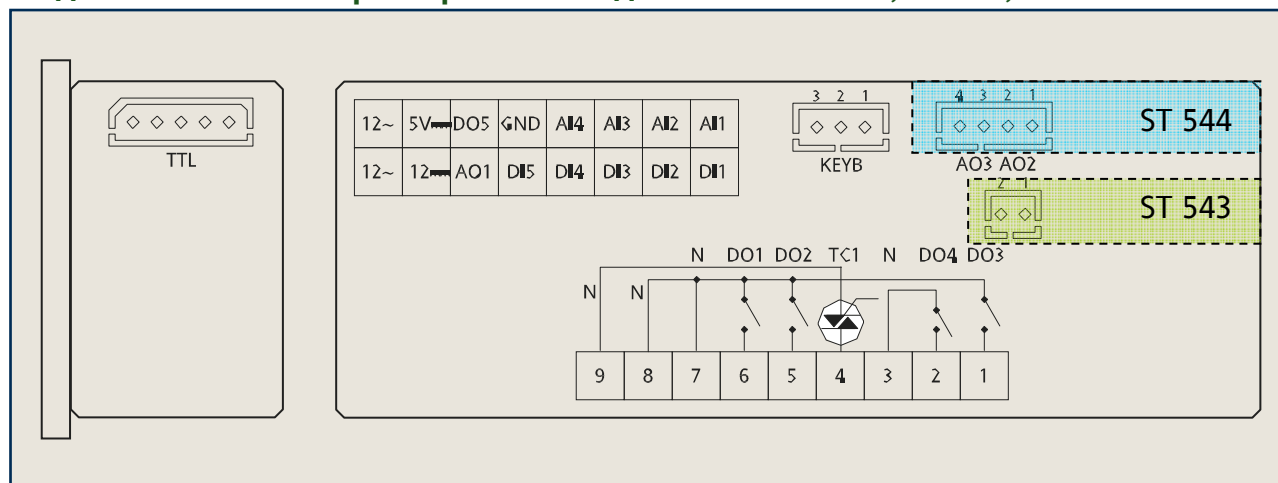 TTL
12~ 5V DO5 GND AI4 AI3 AI2 AI1
12~ 12 AO1 DI5 DI4 DI3 DI2 DI1
3 2 1
KEYB
4 3 2 1
AO3 AO2
ST 544
2 1
ST 543
N DO1 DO2 TC1 N DO4 DO3
N N
9 8 7 6 5 4 3 2 1